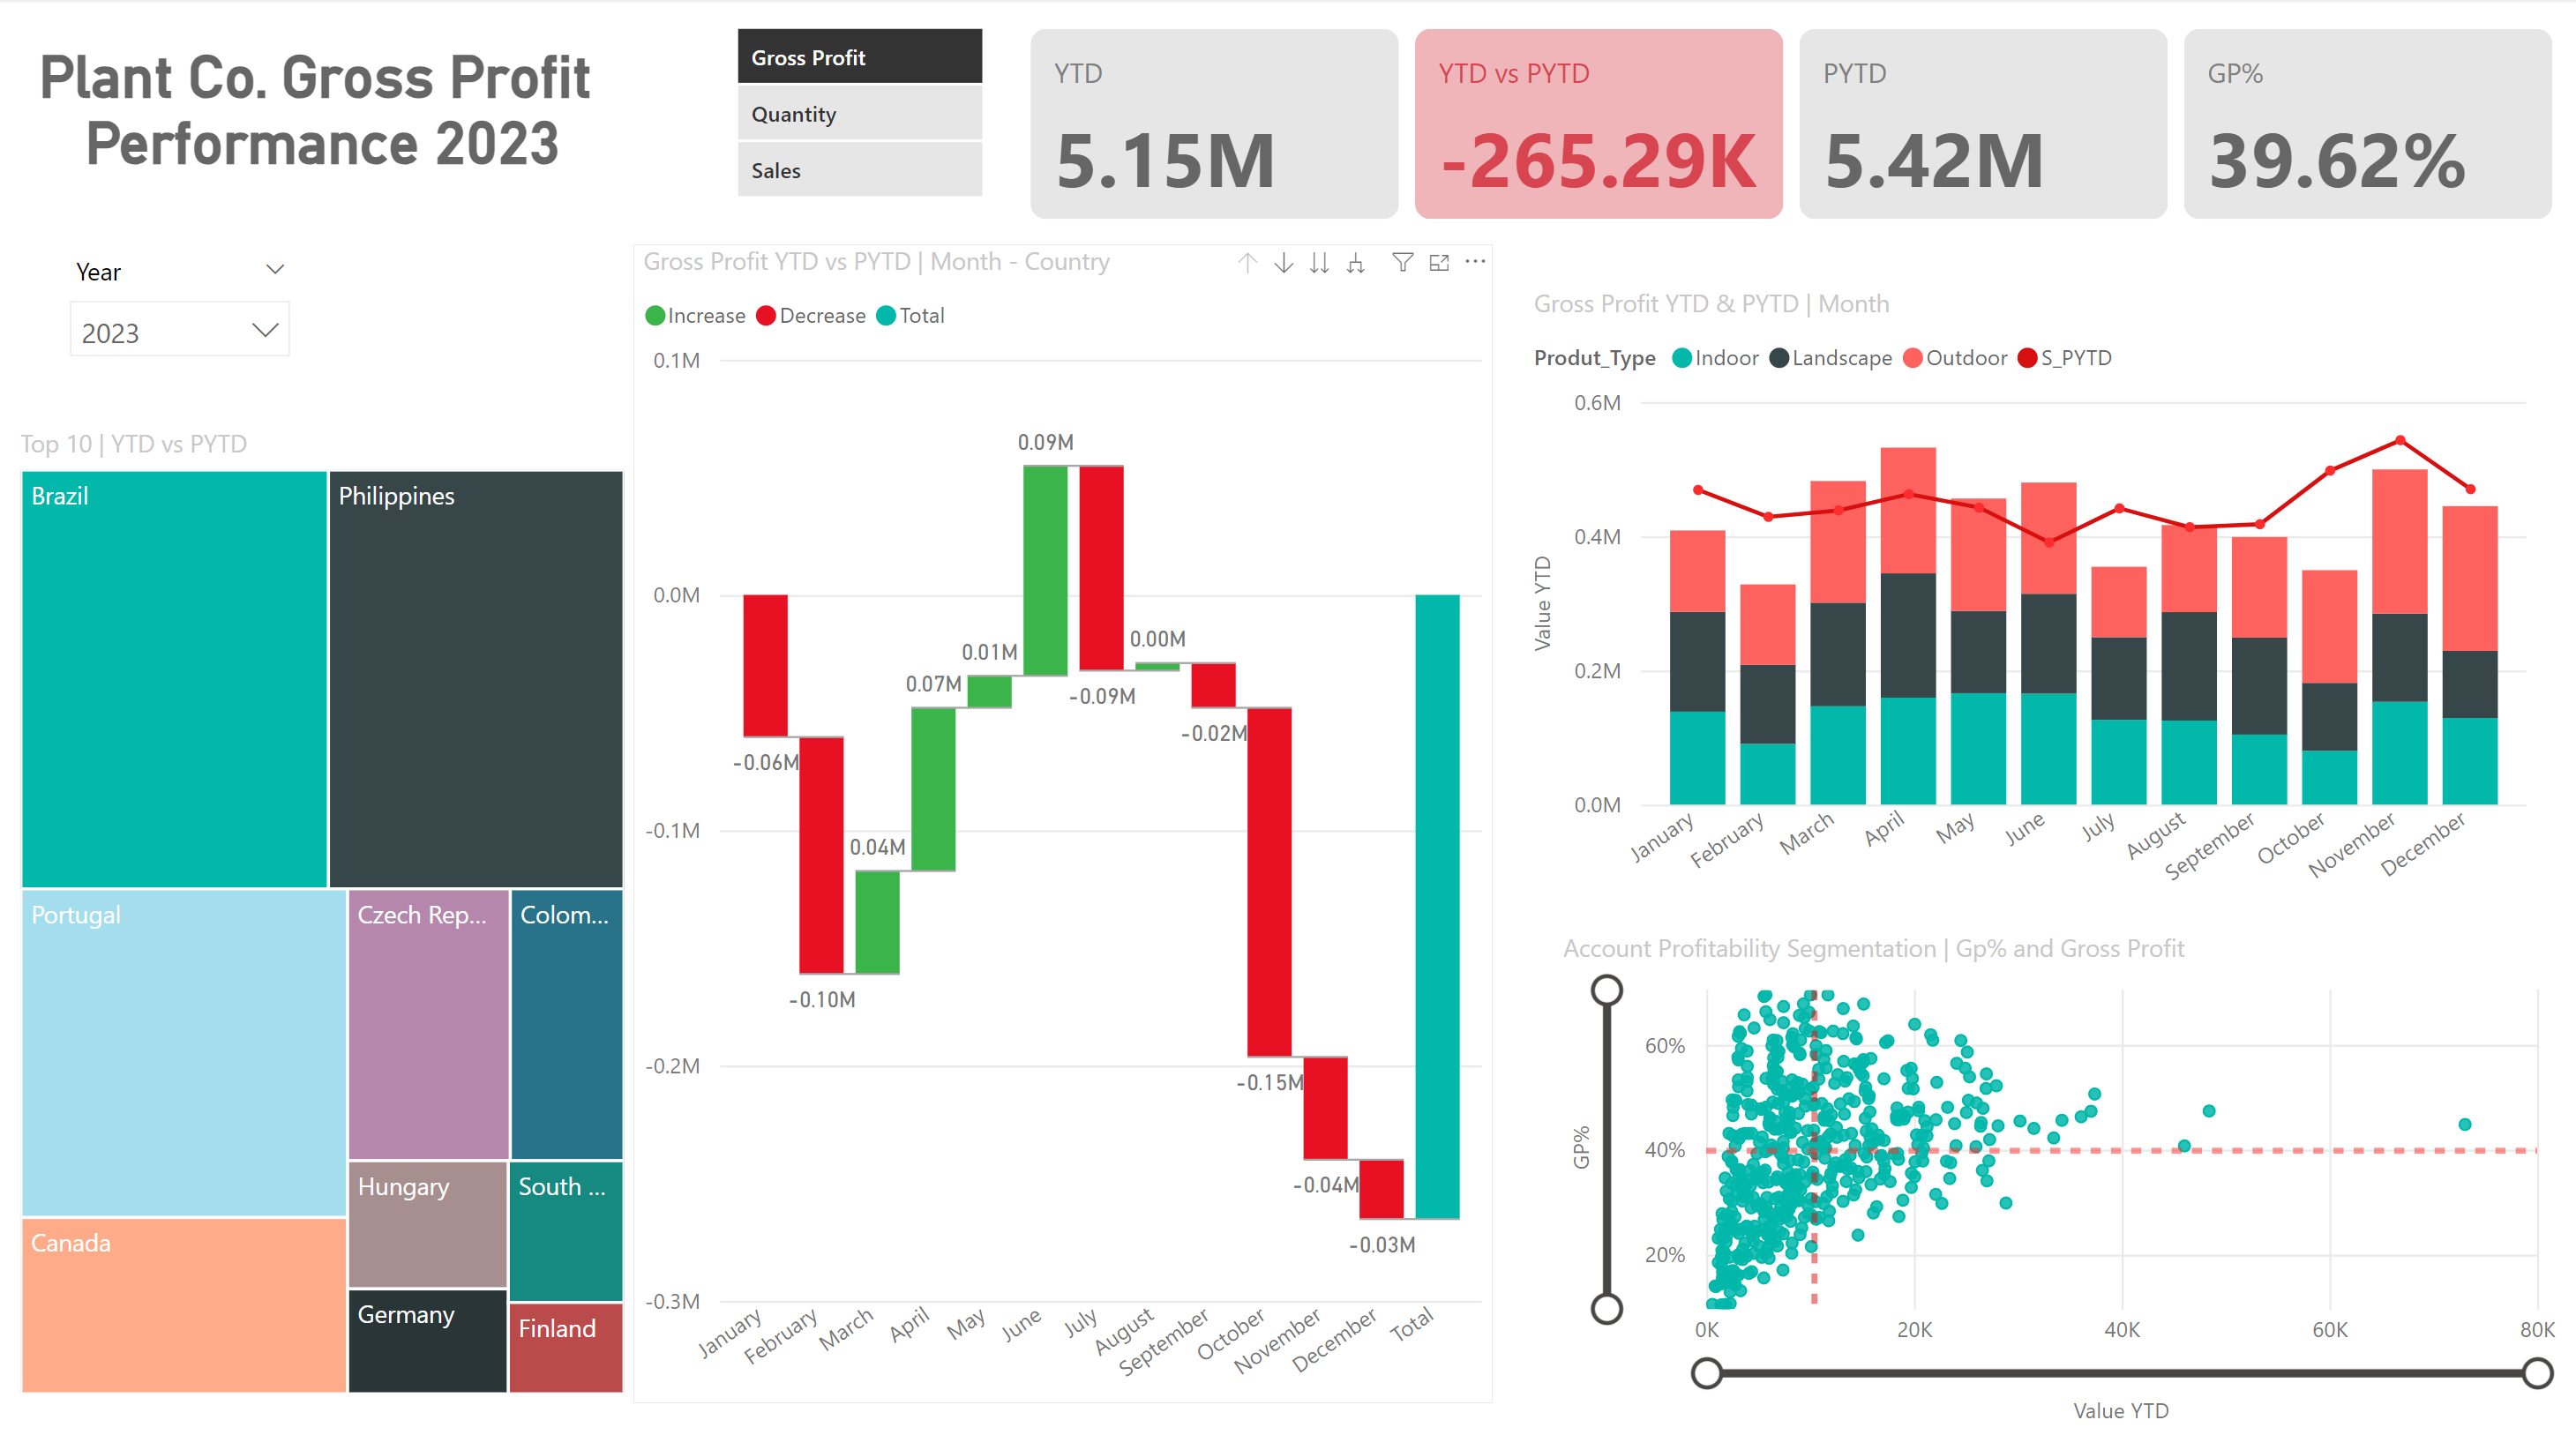 Plant Co. Gross Profit
Performance 2023
Gross Profit
Quantity
Sales
YTD
5.15M
YTD vs PYTD
-265.29K
PYTD
5.42M
GP%
39.62%
Year
2023
Top 10 | YTD vs PYTD
Brazil
Philippines
Portugal
Czech Rep...
Colom...
Hungary
South ...
Canada
Germany
Finland
Gross Profit YTD vs PYTD | Month - Country
Increase Decrease Total
0.1M
0.0M
-0.1M
-0.2M
-0.3M
-0.06M
-0.10M
0.04M
0.07M
0.01M
0.09M
-0.09M
0.00M
-0.02M
-0.15M
-0.04M
-0.03M
January
February
March
April
May
June
July
August
September
October
November
December
Total
Gross Profit YTD & PYTD | Month
Produt_Type Indoor Landscape Outdoor S_PYTD
Value YTD
0.6M
0.4M
0.2M
0.0M
January
February
March
April
May
June
July
August
September
October
November
December
Account Profitability Segmentation | Gp% and Gross Profit
GP%
60%
40%
20%
0K
20K
40K
60K
80K
Value YTD